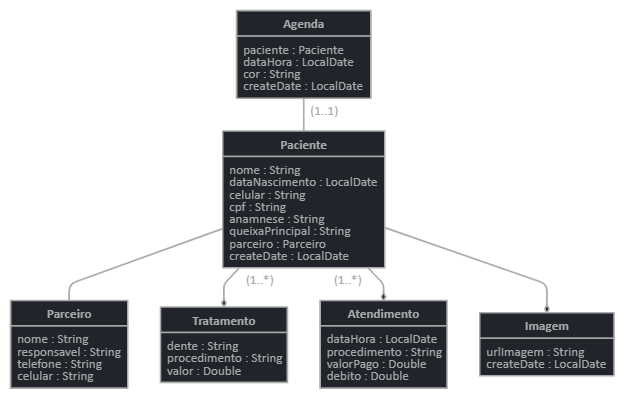 Agenda
paciente : Paciente
dataHora : LocalDate
cor : String
createDate : LocalDate
(1..1)
Paciente
nome : String
dataNascimento : LocalDate
celular : String
cpf : String
anamnese : String
queixaPrincipal : String
parceiro : Parceiro
createDate : LocalDate
(1..*)
(1..*)
Parceiro
nome : String
responsavel : String
telefone : String
celular : String
Tratamento
dente : String
procedimento : String
valor : Double
Atendimento
dataHora : LocalDate
procedimento : String
valorPago : Double
debito : Double
Imagem
urlImagem : String
createDate : LocalDate